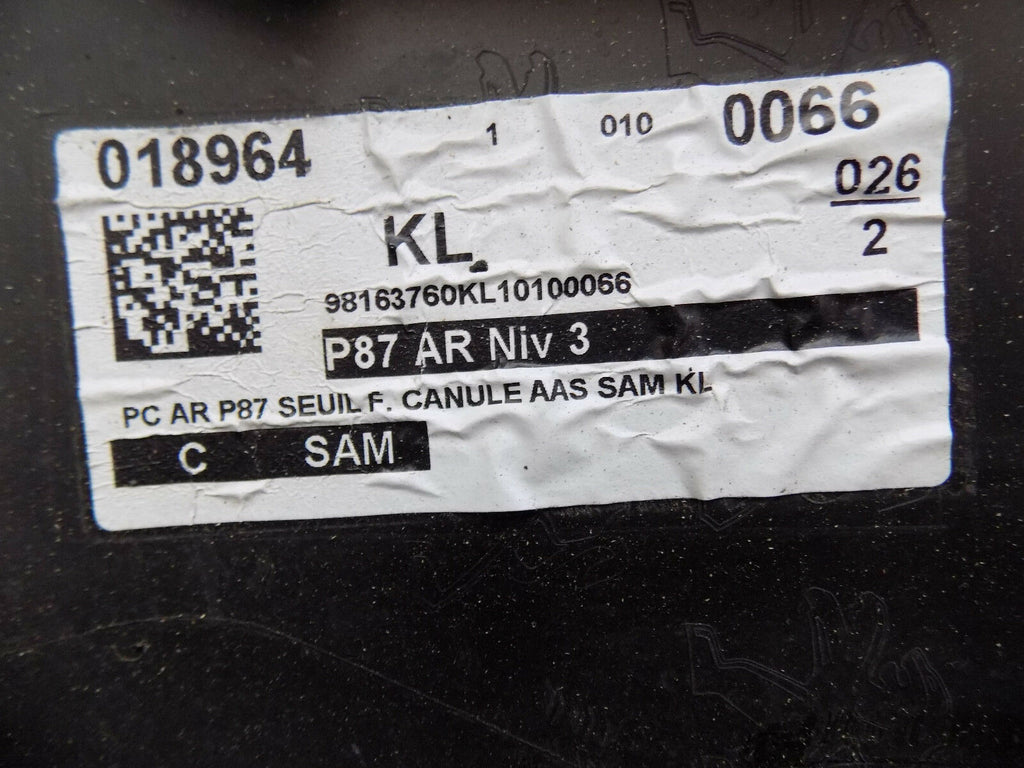 018964 1 010 0066
026
2
KL
98163760KL10100066
P87 AR Niv 3
PC AR P87 SEUIL F. CANULE AAS SAM KL
C SAM